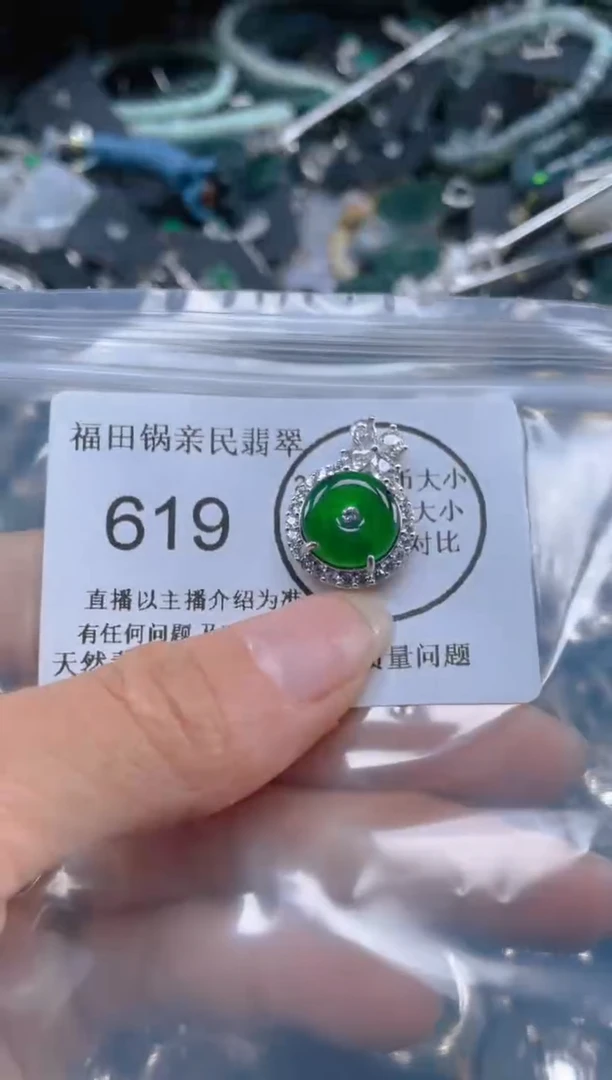 福田锅亲民翡翠
619
币大小
大小
对比
直播以主播介绍为准
有任何问题
天然
质量问题